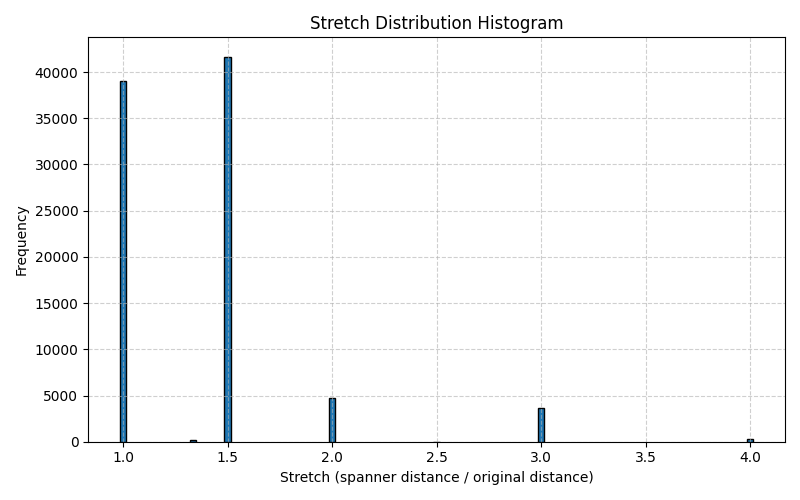 Stretch Distribution Histogram
Frequency
40000
35000
30000
25000
20000
15000
10000
5000
0
1.0 1.5 2.0 2.5 3.0 3.5 4.0
Stretch (spanner distance / original distance)